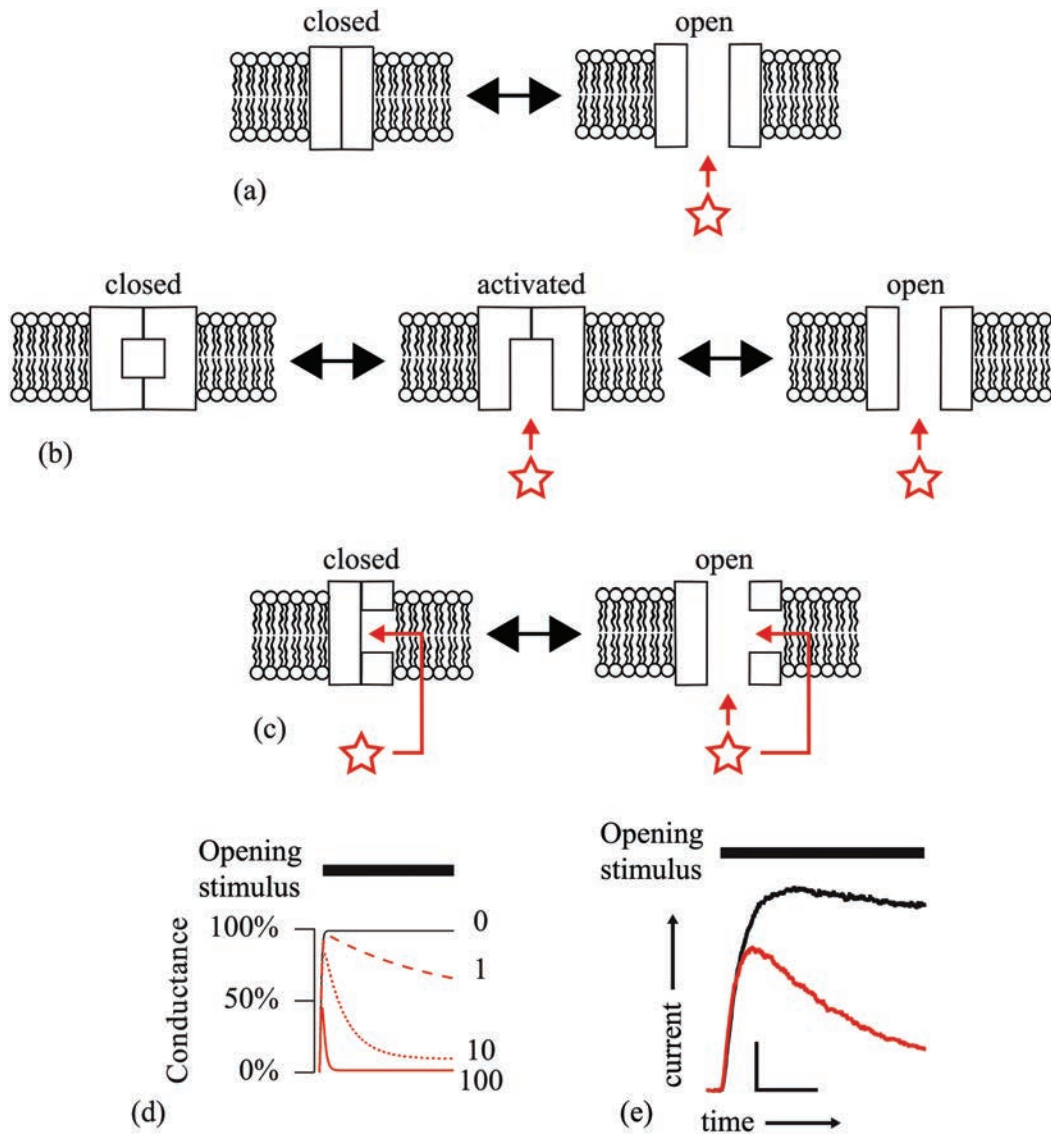 closed open
(a)
closed activated open
(b)
closed open
(c)
Opening
stimulus
Conductance
100%
50%
0%
0
1
10
100
(d)
Opening
stimulus
current
time
(e)